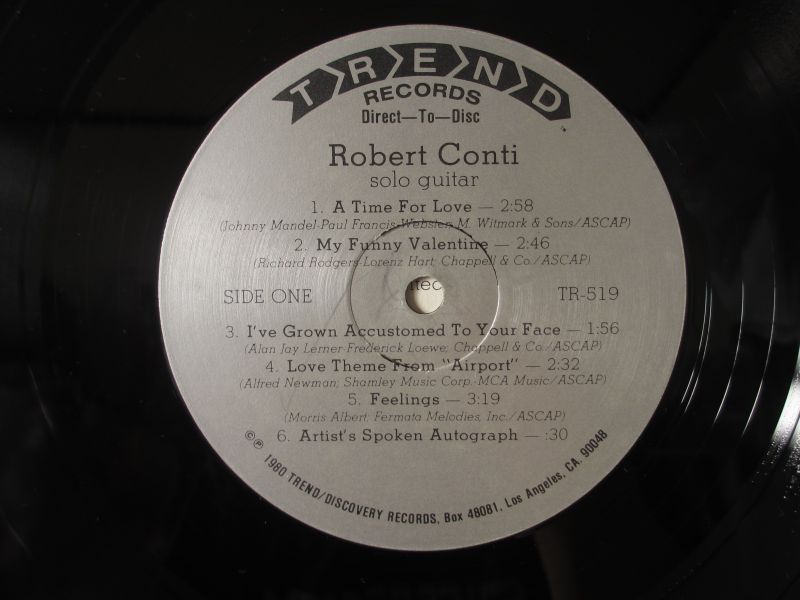 TREND
RECORDS
Direct—To—Disc
Robert Conti
solo guitar
1. A Time For Love — 2:58
(Johnny Mandel-Paul Francis-Webster; M. Witmark & Sons/ASCAP)
2. My Funny Valentine — 2:46
(Richard Rodgers-Lorenz Hart; Chappell & Co./ASCAP)
SIDE ONE
TR-519
3. I've Grown Accustomed To Your Face — 1:56
(Alan Jay Lerner-Frederick Loewe; Chappell & Co./ASCAP)
4. Love Theme From "Airport" — 2:32
(Alfred Newman; Shamley Music Corp.-MCA Music/ASCAP)
5. Feelings — 3:19
(Morris Albert; Fermata Melodies, Inc./ASCAP)
6. Artist's Spoken Autograph — :30
©℗ 1980 TREND/DISCOVERY RECORDS, Box 48081, Los Angeles, CA. 90048